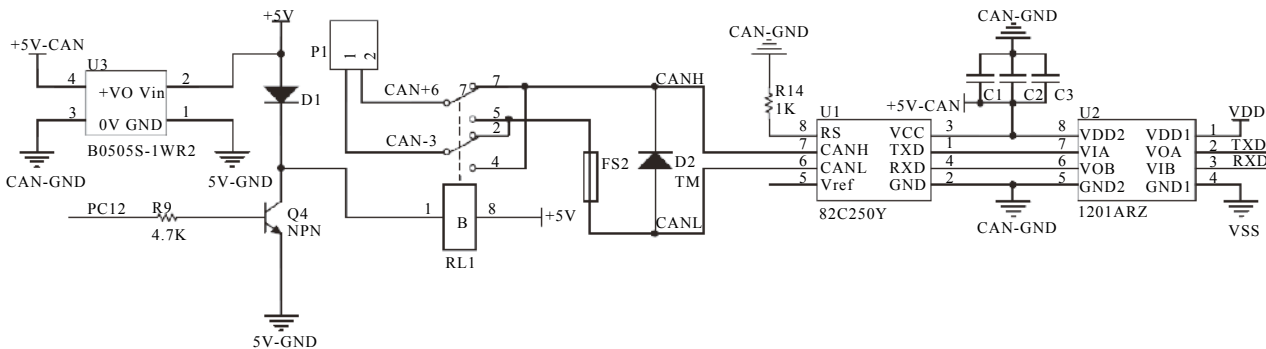 +5V
+5V-CAN
U3
4
2
+VO Vin
D1
3
1
0V GND
B0505S-1WR2
CAN-GND
5V-GND
PC12
R9
4.7K
Q4
NPN
5V-GND
P1
1
2
CAN+6
7
7
5
2
CAN-3
4
1
B
8
+5V
RL1
FS2
CANH
D2
TM
CANL
CAN-GND
R14
1K
U1
8
RS
VCC
3
7
CANH
TXD
1
6
CANL
RXD
4
5
Vref
GND
2
82C250Y
CAN-GND
C1
C2
C3
+5V-CAN
CAN-GND
U2
8
VDD2
VDD1
1
VDD
7
VIA
VOA
2
TXD
6
VOB
VIB
3
RXD
5
GND2
GND1
4
1201ARZ
VSS